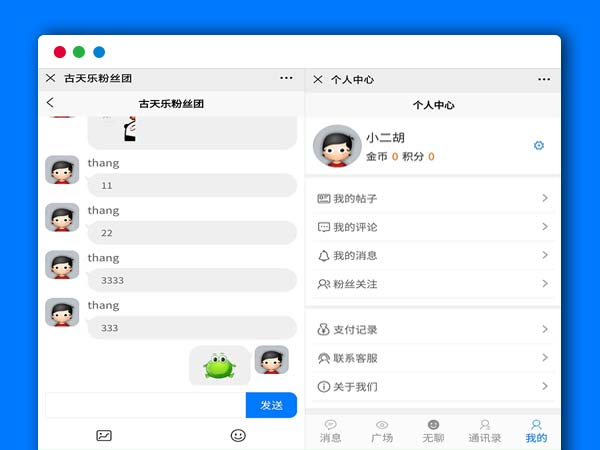 古天乐粉丝团
古天乐粉丝团
thang
11
thang
22
thang
3333
thang
333
发送
个人中心
个人中心
小二胡
金币 0 积分 0
我的帖子
我的评论
我的消息
粉丝关注
支付记录
联系客服
关于我们
消息 广场 无聊 通讯录 我的